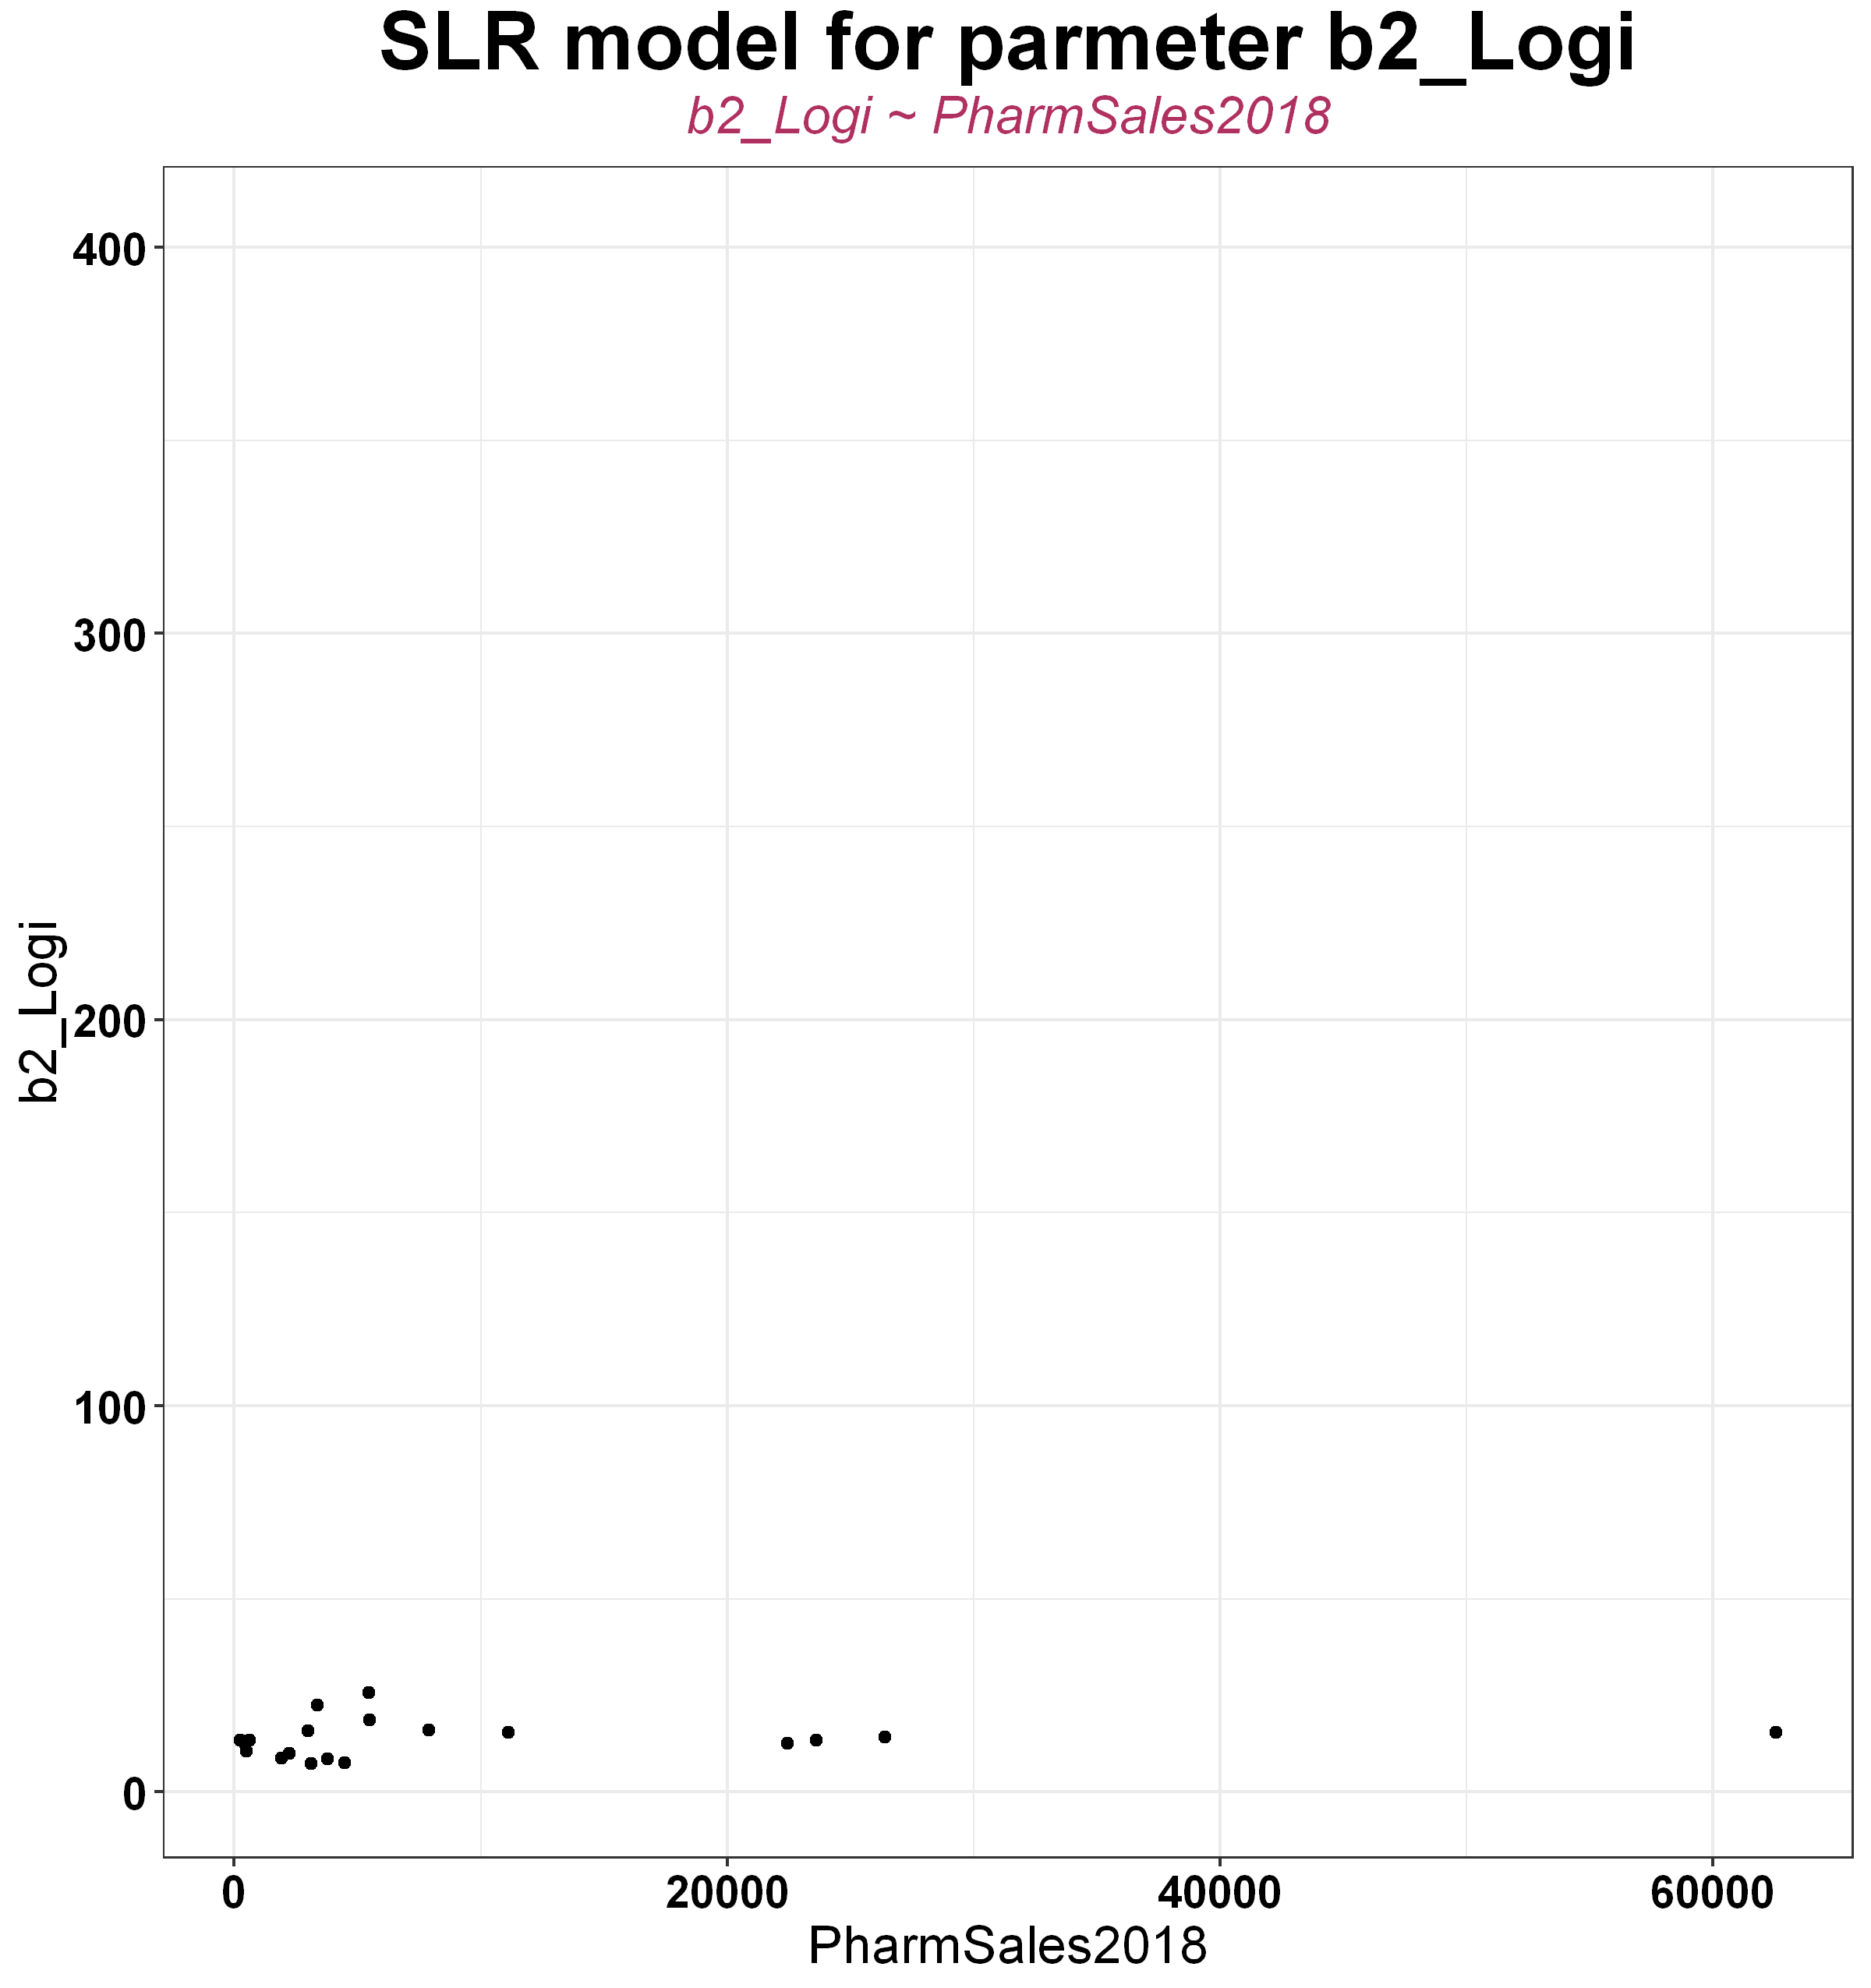 SLR model for parmeter b2_Logi
b2_Logi ~ PharmSales2018
400
300
200
100
0
b2_Logi
0 20000 40000 60000
PharmSales2018